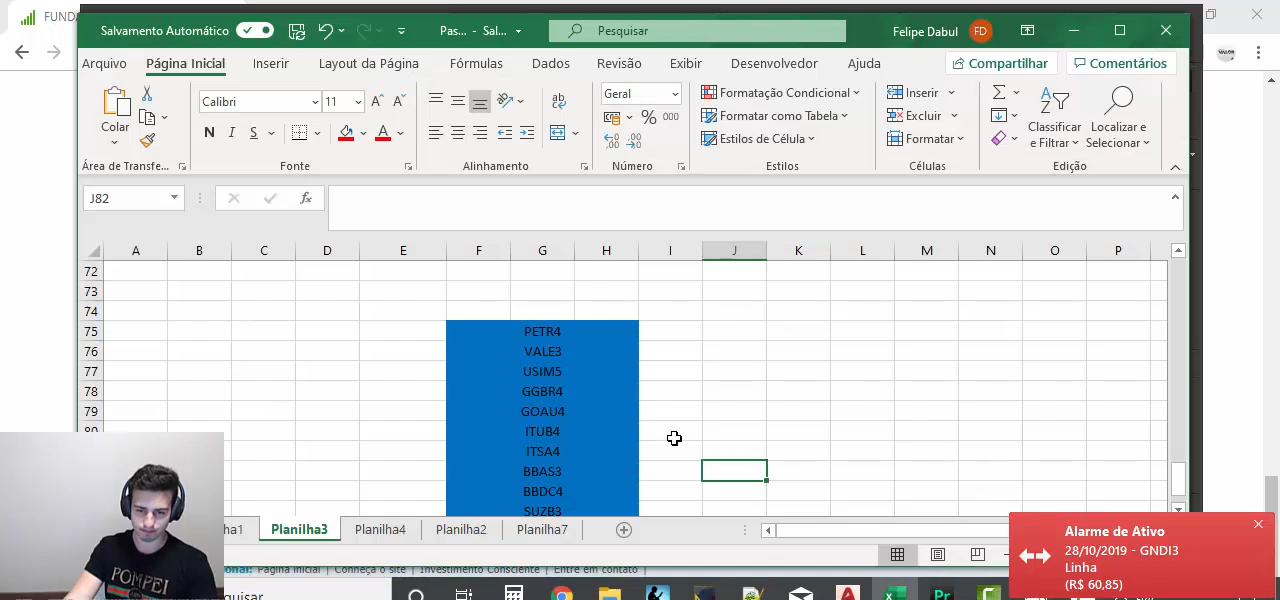 FUNDA
Salvamento Automático
Pas... - Sal...
Pesquisar
Felipe Dabul
FD
Arquivo Página Inicial Inserir Layout da Página Fórmulas Dados Revisão Exibir Desenvolvedor Ajuda
Compartilhar
Comentários
Colar
Calibri
11
Geral
Formatação Condicional
Formatar como Tabela
Estilos de Célula
Inserir
Excluir
Formatar
Classificar
e Filtrar
Localizar e
Selecionar
N I S
% 000
Área de Transfe...
Fonte
Alinhamento
Número
Estilos
Células
Edição
J82
fx
A B C D E F G H I J K L M N O P
72
73
74
75 PETR4
76 VALE3
77 USIM5
78 GGBR4
79 GOAU4
80 ITUB4
ITSA4
BBAS3
BBDC4
SUZB3
POMPEI
ha1 Planilha3 Planilha4 Planilha2 Planilha7
Alarme de Ativo
28/10/2019 - GNDI3
Linha
(R$ 60,85)
Página Inicial | Conheça o site | Investimento Consciente | Entre em contato |
quisar